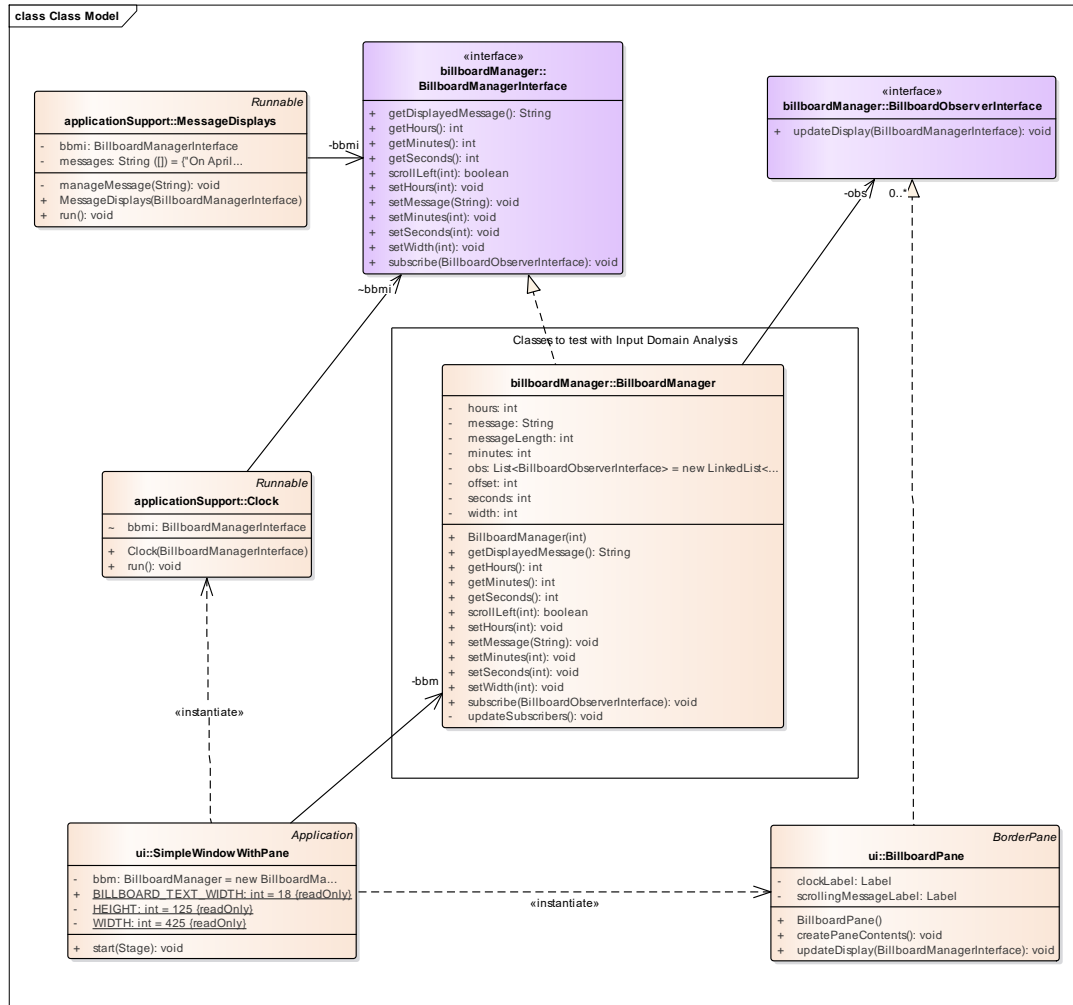 class Class Model
«interface»
billboardManager::
BillboardManagerInterface
+ getDisplayedMessage(): String
+ getHours(): int
+ getMinutes(): int
+ getSeconds(): int
+ scrollLeft(int): boolean
+ setHours(int): void
+ setMessage(String): void
+ setMinutes(int): void
+ setSeconds(int): void
+ setWidth(int): void
+ subscribe(BillboardObserverInterface): void
«interface»
billboardManager::BillboardObserverInterface
+ updateDisplay(BillboardManagerInterface): void
Runnable
applicationSupport::MessageDisplays
- bbmi: BillboardManagerInterface
- messages: String ([]) = {"On April...
- manageMessage(String): void
+ MessageDisplays(BillboardManagerInterface)
+ run(): void
-bbmi
-obs
0..*
~bbmi
Classes to test with Input Domain Analysis
billboardManager::BillboardManager
- hours: int
- message: String
- messageLength: int
- minutes: int
- obs: List<BillboardObserverInterface> = new LinkedList<...
- offset: int
- seconds: int
- width: int
+ BillboardManager(int)
+ getDisplayedMessage(): String
+ getHours(): int
+ getMinutes(): int
+ getSeconds(): int
+ scrollLeft(int): boolean
+ setHours(int): void
+ setMessage(String): void
+ setMinutes(int): void
+ setSeconds(int): void
+ setWidth(int): void
+ subscribe(BillboardObserverInterface): void
- updateSubscribers(): void
Runnable
applicationSupport::Clock
~ bbmi: BillboardManagerInterface
+ Clock(BillboardManagerInterface)
+ run(): void
-bbm
«instantiate»
Application
ui::SimpleWindowWithPane
- bbm: BillboardManager = new BillboardMa...
+ BILLBOARD_TEXT_WIDTH: int = 18 {readOnly}
- HEIGHT: int = 125 {readOnly}
- WIDTH: int = 425 {readOnly}
+ start(Stage): void
«instantiate»
BorderPane
ui::BillboardPane
- clockLabel: Label
- scrollingMessageLabel: Label
+ BillboardPane()
+ createPaneContents(): void
+ updateDisplay(BillboardManagerInterface): void